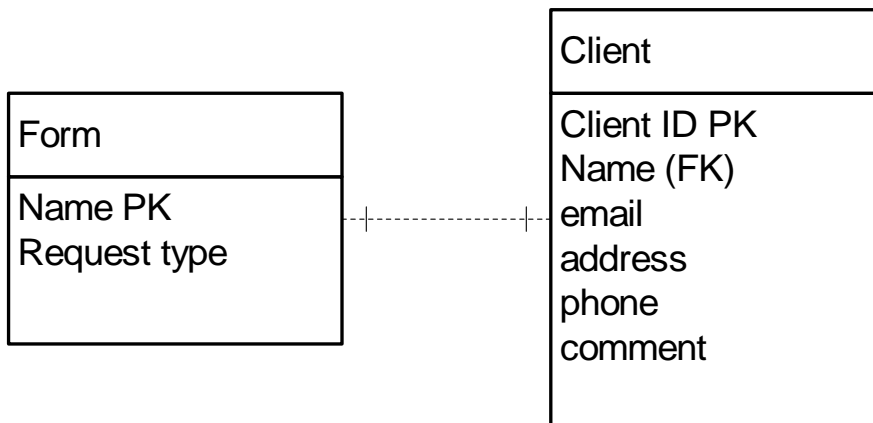 Form
Name PK
Request type
Client
Client ID PK
Name (FK)
email
address
phone
comment